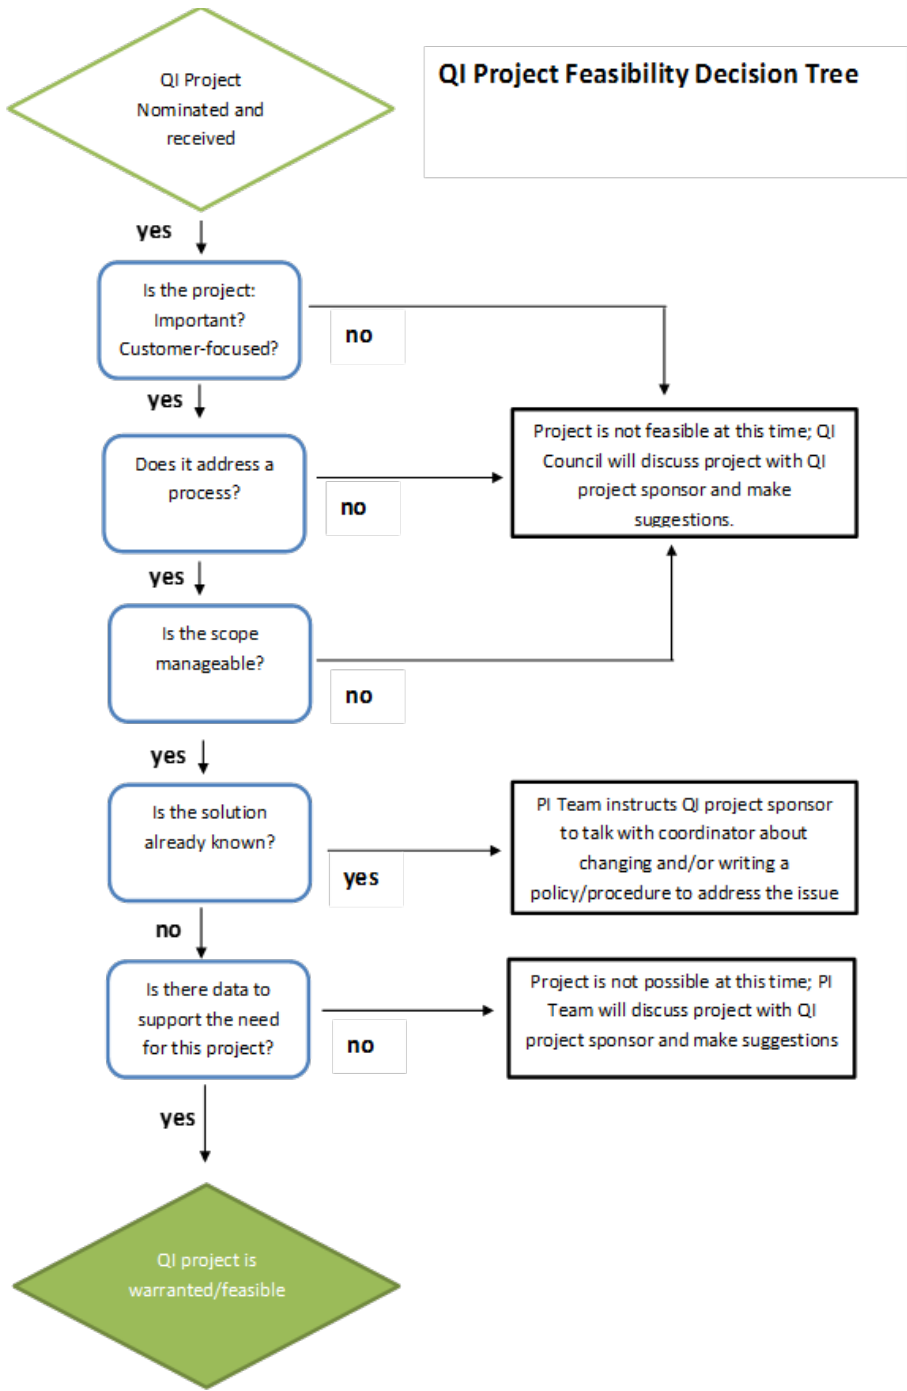 QI Project
Nominated and
received
QI Project Feasibility Decision Tree
yes
Is the project:
Important?
Customer-focused?
no
yes
Does it address a
process?
no
Project is not feasible at this time; QI
Council will discuss project with QI
project sponsor and make
suggestions.
yes
Is the scope
manageable?
no
yes
Is the solution
already known?
yes
PI Team instructs QI project sponsor
to talk with coordinator about
changing and/or writing a
policy/procedure to address the issue
no
Is there data to
support the need
for this project?
no
Project is not possible at this time; PI
Team will discuss project with QI
project sponsor and make suggestions
yes
QI project is
warranted/feasible